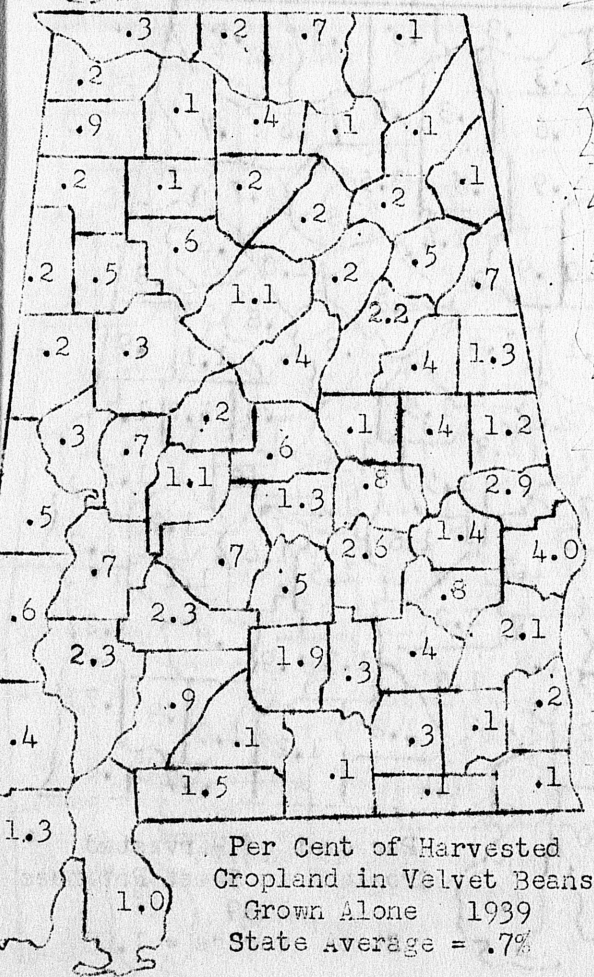 .3 .2 .7 .1
.2
.9 .1 .4 .1 .1
.2 .1 .2 .2 .2 .1
.2 .5 .6 1.1 .2 .5 .7
2.2
.2 .3 .4 .4 1.3
.3 .7 .2 .6 .1 .4 1.2
1.1 1.3 .8 2.9
.5 .7 .7 .5 2.6 1.4 4.0
.6 2.3 .8
2.3 1.9 .3 .4 2.1
.4 .9 .1 .3 .1 .2
1.5 .1 .1 .1
1.3
1.0
Per Cent of Harvested
Cropland in Velvet Beans
Grown Alone 1939
State Average = .7%